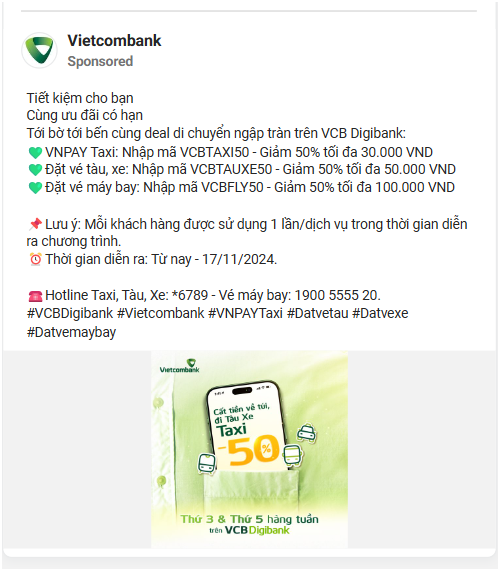 Vietcombank
Sponsored
Tiết kiệm cho bạn
Cùng ưu đãi có hạn
Tới bờ tới bến cùng deal di chuyển ngập tràn trên VCB Digibank:
💚 VNPAY Taxi: Nhập mã VCBTAXI50 - Giảm 50% tối đa 30.000 VND
💚 Đặt vé tàu, xe: Nhập mã VCBTAUXE50 - Giảm 50% tối đa 50.000 VND
💚 Đặt vé máy bay: Nhập mã VCBFLY50 - Giảm 50% tối đa 100.000 VND
📌 Lưu ý: Mỗi khách hàng được sử dụng 1 lần/dịch vụ trong thời gian diễn
ra chương trình.
⏰ Thời gian diễn ra: Từ nay - 17/11/2024.
☎️ Hotline Taxi, Tàu, Xe: *6789 - Vé máy bay: 1900 5555 20.
#VCBDigibank #Vietcombank #VNPAYTaxi #Datvetau #Datvexe
#Datvemaybay
Vietcombank
Cất tiền về túi,
đi Tàu Xe
Taxi
-50%
Thứ 3 & Thứ 5 hàng tuần
trên VCB Digibank